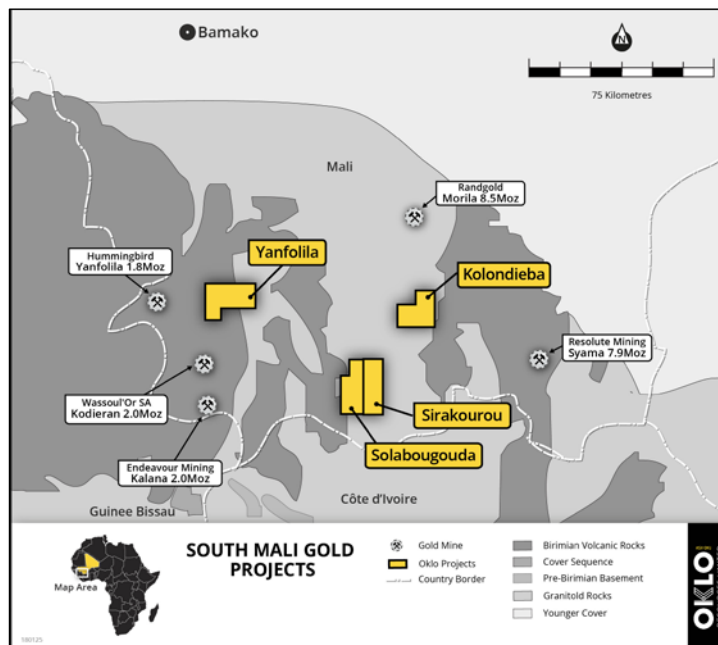 Bamako
N
75 Kilometres
Mali
Randgold
Morila 8.5Moz
Hummingbird
Yanfolila 1.8Moz
Yanfolila
Kolondieba
Resolute Mining
Syama 7.9Moz
Wassoul'Or SA
Kodieran 2.0Moz
Sirakourou
Endeavour Mining
Kalana 2.0Moz
Solabougouda
Guinee Bissau
Côte d'Ivoire
Map Area
SOUTH MALI GOLD
PROJECTS
Gold Mine
Oklo Projects
Country Border
Birimian Volcanic Rocks
Cover Sequence
Pre-Birimian Basement
Granitoid Rocks
Younger Cover
OKLO
180125